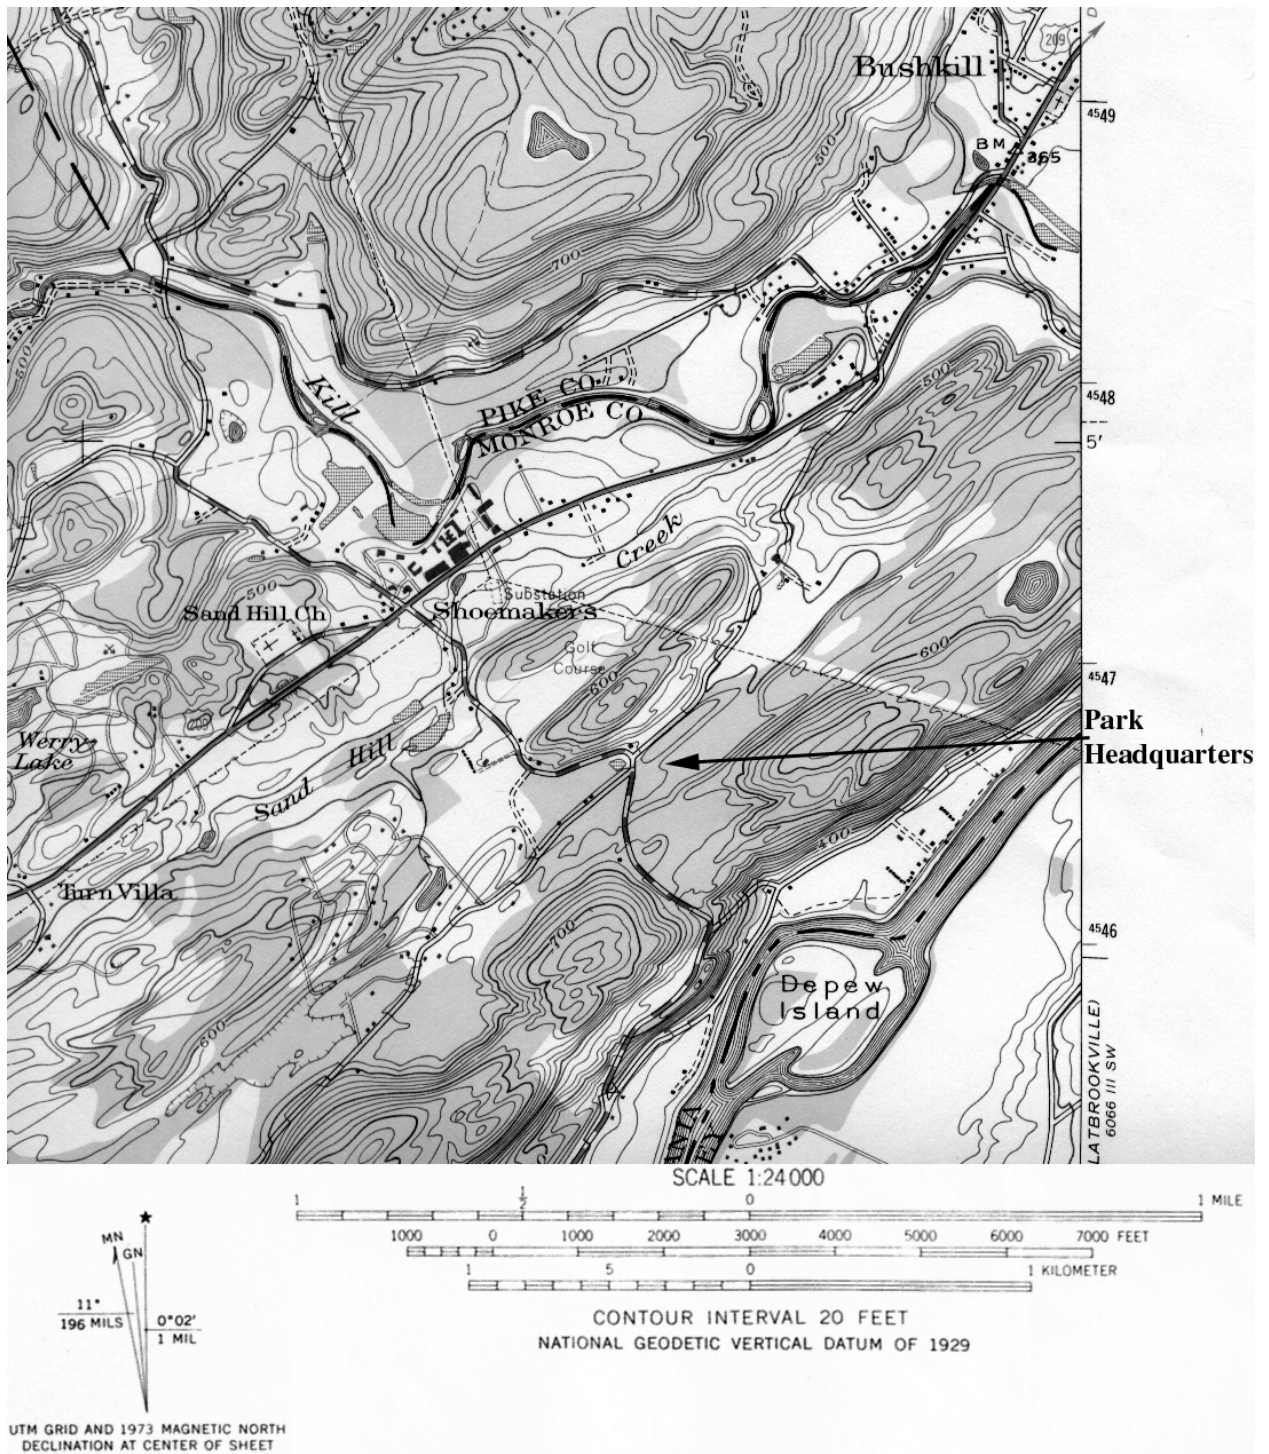 209
Bushkill
4549
BM
365
500
700
500
500
Kill
PIKE CO
MONROE CO
4548
5'
Creek
500
Sand Hill Ch
Substation
Shoemakers
Golf
Course
600
600
4547
209
Werry
Lake
Sand Hill
Park
Headquarters
400
Turn Villa
700
4546
Depew
Island
600
LATBROOKVILLE)
6066 III SW
SCALE 1:24 000
1 ½ 0 1 MILE
1000 0 1000 2000 3000 4000 5000 6000 7000 FEET
1 5 0 1 KILOMETER
CONTOUR INTERVAL 20 FEET
NATIONAL GEODETIC VERTICAL DATUM OF 1929
MN
GN
11°
196 MILS
0°02'
1 MIL
UTM GRID AND 1973 MAGNETIC NORTH
DECLINATION AT CENTER OF SHEET